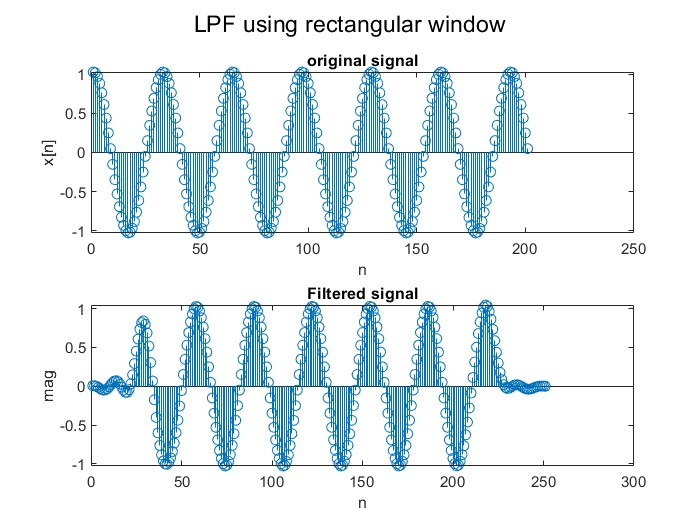 LPF using rectangular window
original signal
1
0.5
0
-0.5
-1
x[n]
0 50 100 150 200 250
n
Filtered signal
1
0.5
0
-0.5
-1
mag
0 50 100 150 200 250 300
n